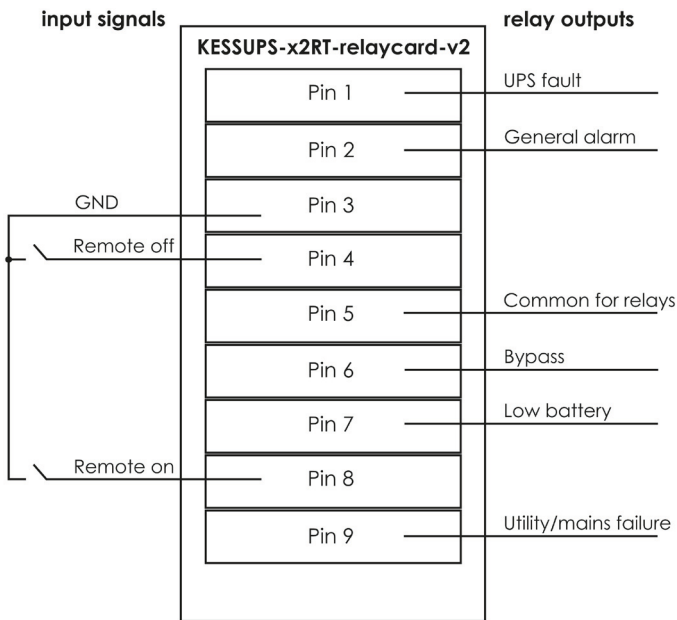 input signals
relay outputs
KESSUPS-x2RT-relaycard-v2
Pin 1
UPS fault
Pin 2
General alarm
GND
Pin 3
Remote off
Pin 4
Pin 5
Common for relays
Pin 6
Bypass
Pin 7
Low battery
Remote on
Pin 8
Pin 9
Utility/mains failure